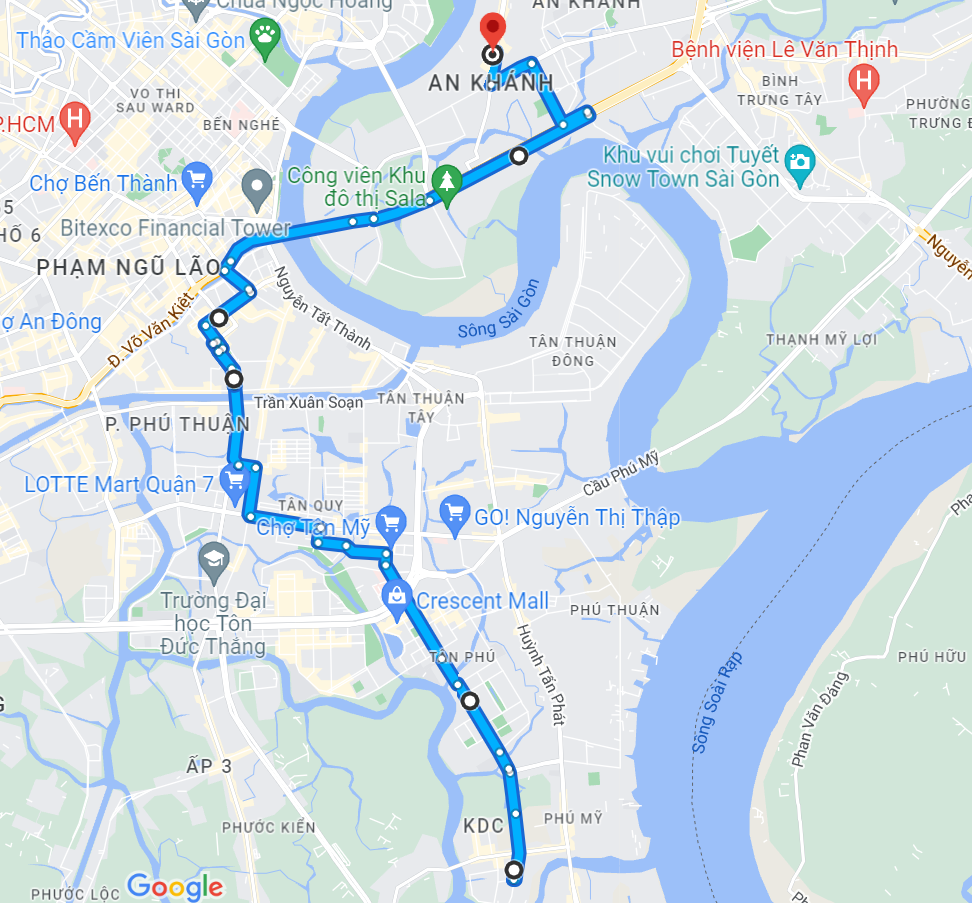 Chùa Ngọc Hoàng
AN KHANH
Thảo Cầm Viên Sài Gòn
Bệnh viện Lê Văn Thịnh
AN KHÁNH
BÌNH
TRƯNG TÂY
VO THI
SAU WARD
PHƯỜNG
TRƯNG Đ
P.HCM
BẾN NGHÉ
Khu vui chơi Tuyết
Snow Town Sài Gòn
Chợ Bến Thành
Công viên Khu
đô thị Sala
Bitexco Financial Tower
HỐ 6
PHẠM NGŨ LÃO
Nguyễn
Nguyễn Tất Thành
Sông Sài Gòn
Đ. Võ Văn Kiệt
ợ An Đông
TÂN THUẬN
ĐÔNG
THẠNH MỸ LỢI
Trần Xuân Soạn
TÂN THUẬN
TÂY
P. PHÚ THUẬN
Cầu Phú Mỹ
LOTTE Mart Quận 7
TÂN QUY
Chợ Tân Mỹ
GO! Nguyễn Thị Thập
Trường Đại
học Tôn
Đức Thắng
Crescent Mall
PHÚ THUẬN
TÂN PHÚ
Huỳnh Tấn Phát
Sông Soài Rạp
PHÚ HỮU
Phan Văn Đáng
ẤP 3
PHƯỚC KIỂN
KDC
PHÚ MỸ
PHƯỚC LỘC
Google